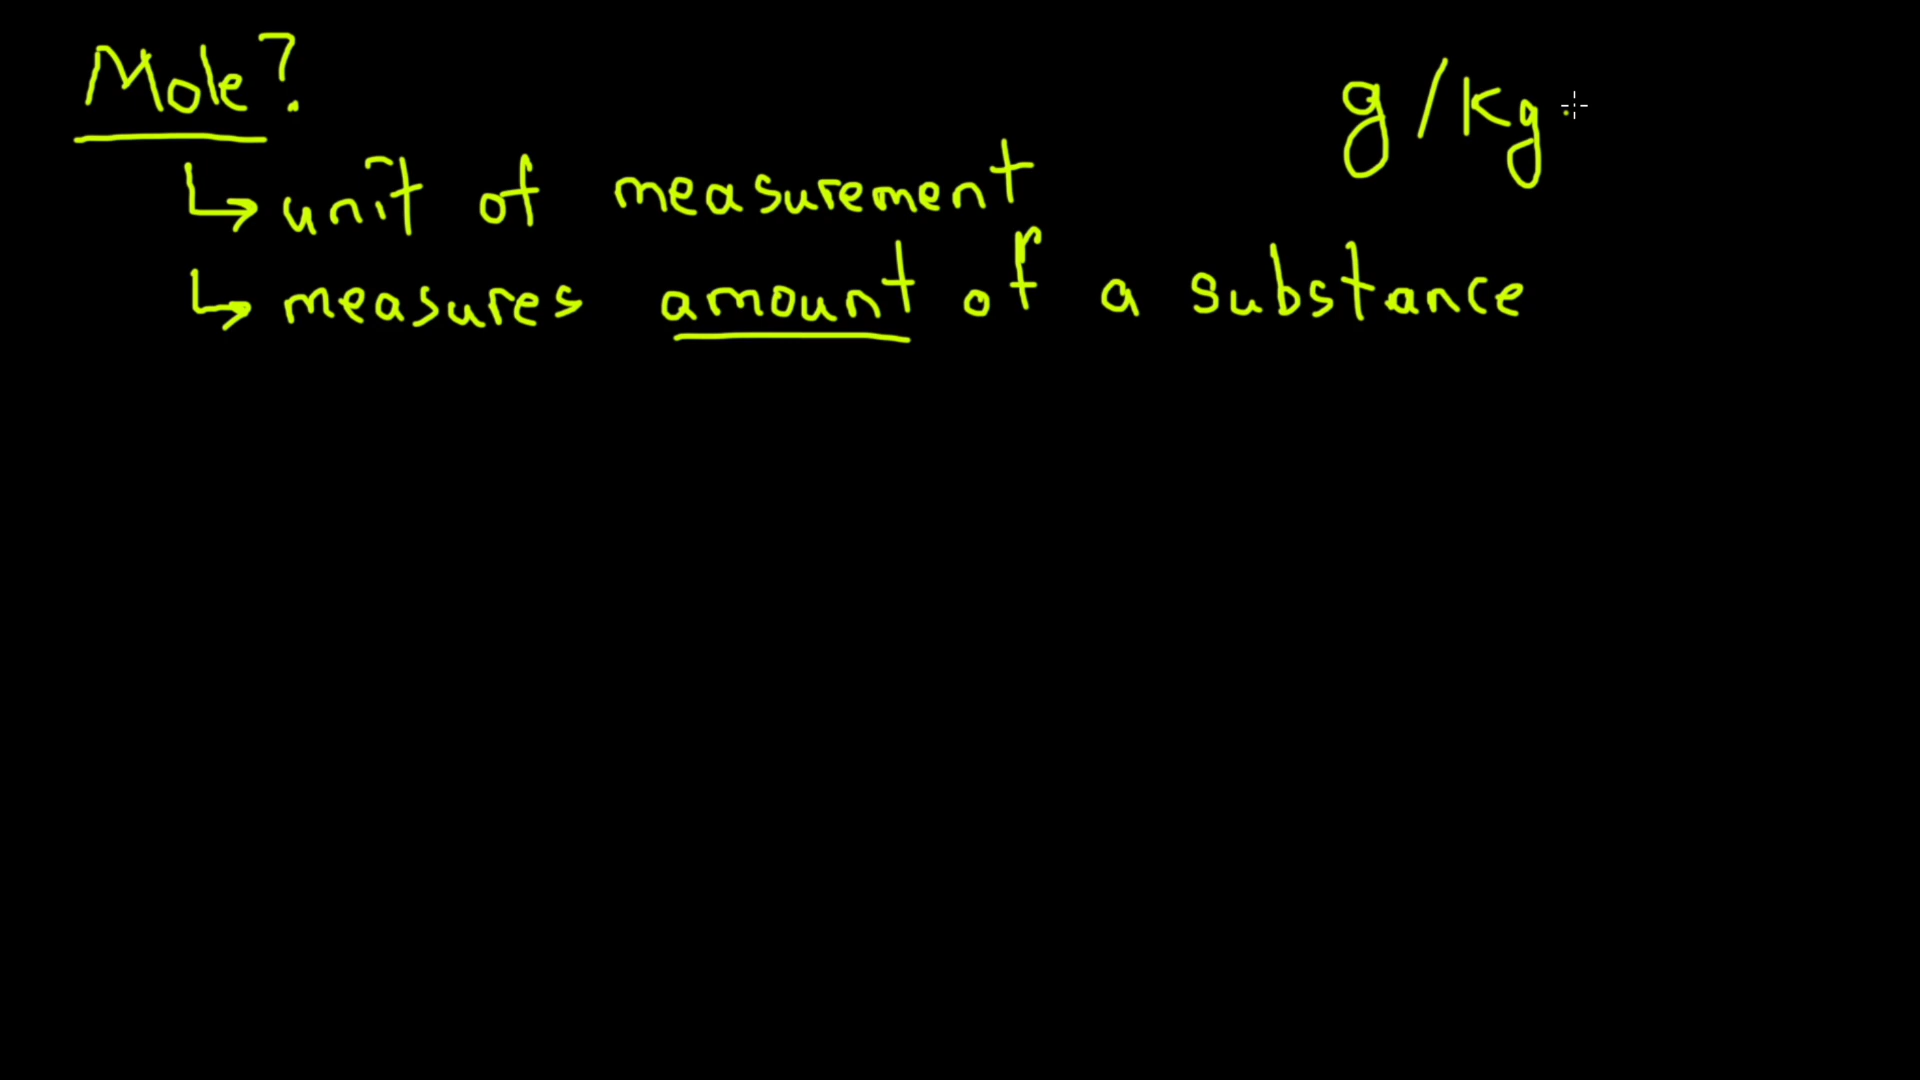 Mole?
g/kg
↳ unit of measurement
↳ measures amount of a substance